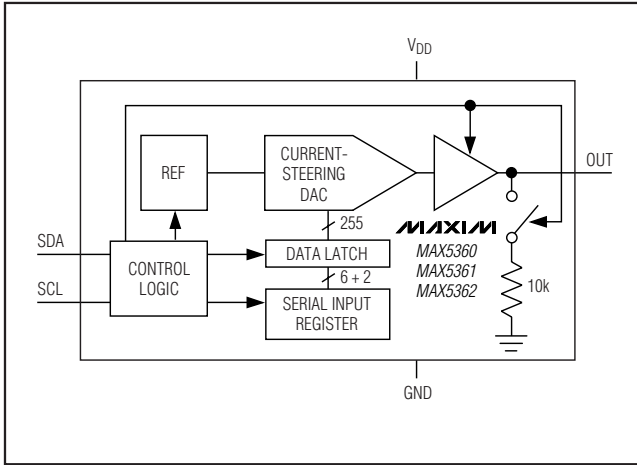 VDD
REF
CURRENT-
STEERING
DAC
OUT
255
MAXIM
SDA
CONTROL
LOGIC
DATA LATCH
MAX5360
MAX5361
MAX5362
6 + 2
SCL
SERIAL INPUT
REGISTER
10k
GND